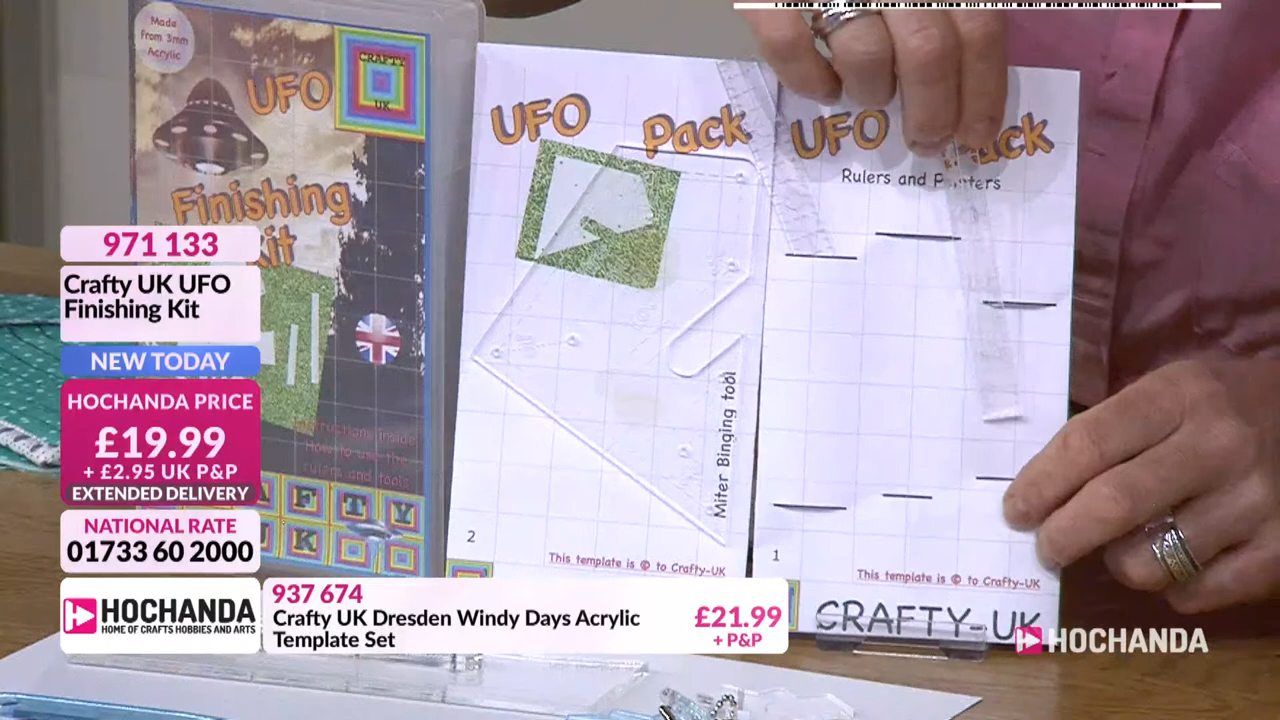 Made
from 3mm
Acrylic
UFO
CRAFTY
UK
Finishing
Kit
Instructions inside
How to use the
rulers and tools
F T Y
K
UFO Pack
Miter Binging tool
2
This template is © to Crafty-UK
UFO Pack
Rulers and P
1
This template is © to Crafty-UK
CRAFTY-UK
971 133
Crafty UK UFO
Finishing Kit
NEW TODAY
HOCHANDA PRICE
£19.99
+ £2.95 UK P&P
EXTENDED DELIVERY
NATIONAL RATE
01733 60 2000
HOCHANDA
HOME OF CRAFTS HOBBIES AND ARTS
937 674
Crafty UK Dresden Windy Days Acrylic
Template Set
£21.99
+ P&P
HOCHANDA